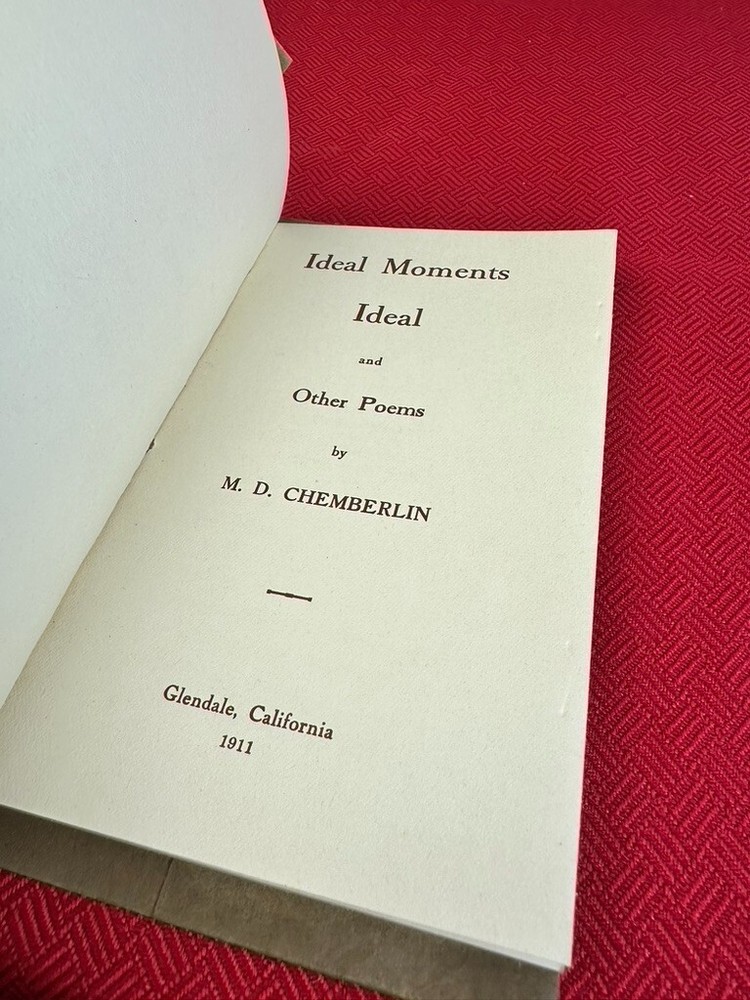 Ideal Moments
Ideal
and
Other Poems
by
M. D. CHEMBERLIN
Glendale, California
1911